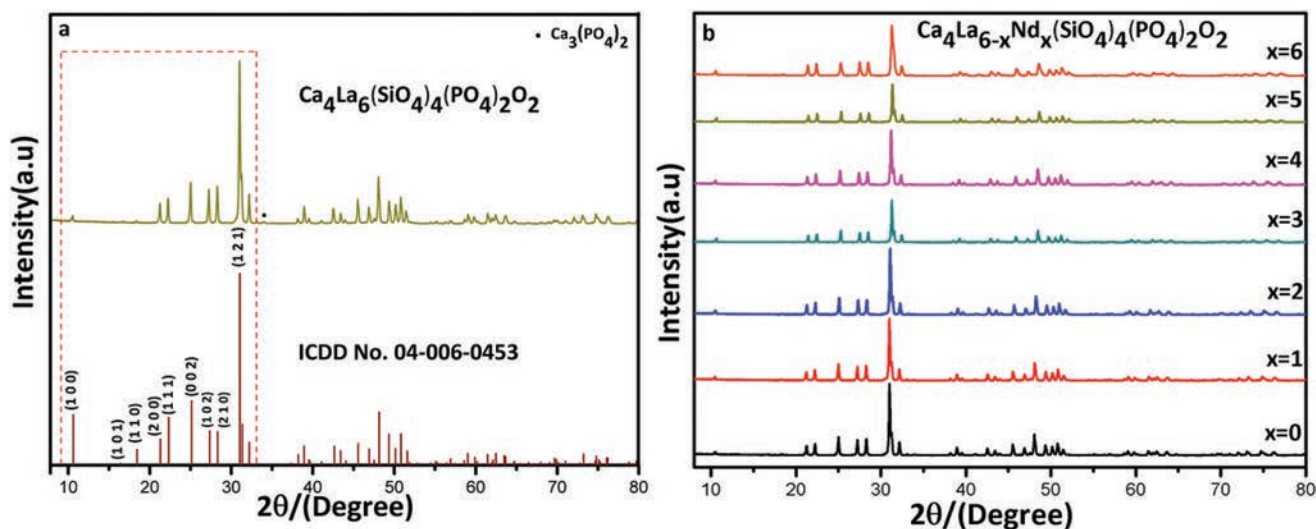 a
• Ca3(PO4)2
Ca4La6(SiO4)4(PO4)2O2
Intensity(a.u)
(1 2 1)
ICDD No. 04-006-0453
(1 0 0)
(1 0 1)
(1 1 0)
(2 0 0)
(1 1 1)
(0 0 2)
(1 0 2)
(2 1 0)
10 20 30 40 50 60 70 80
2θ/(Degree)
b
Ca4La6-xNdx(SiO4)4(PO4)2O2
x=6
x=5
x=4
x=3
x=2
x=1
x=0
Intensity(a.u)
10 20 30 40 50 60 70 80
2θ/(Degree)